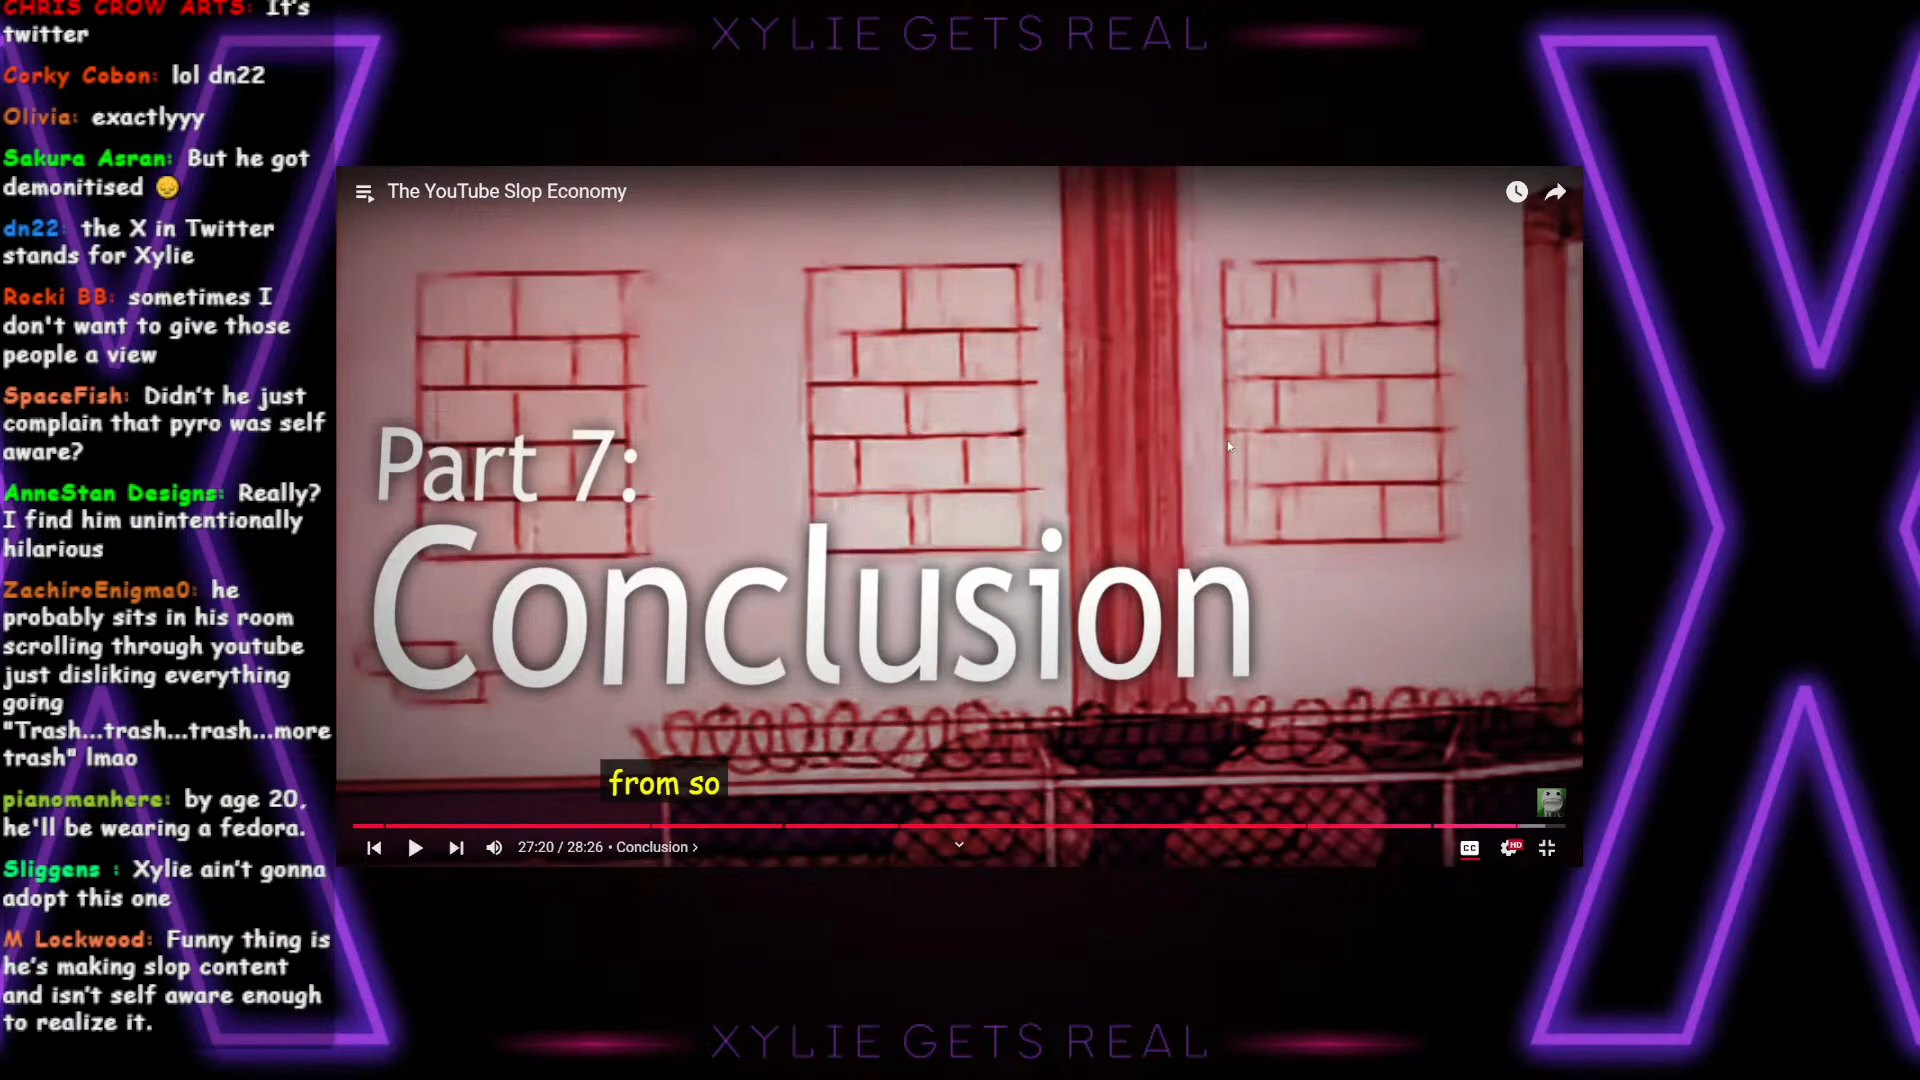 XYLIE GETS REAL
CHRIS CROW ARTS: It's
twitter
Corky Cobon: lol dn22
Olivia: exactlyyy
Sakura Asran: But he got
demonitised 😔
dn22: the X in Twitter
stands for Xylie
Rocki BB: sometimes I
don't want to give those
people a view
SpaceFish: Didn't he just
complain that pyro was self
aware?
AnneStan Designs: Really?
I find him unintentionally
hilarious
ZachiroEnigma0: he
probably sits in his room
scrolling through youtube
just disliking everything
going
"Trash...trash...trash...more
trash" lmao
pianomanhere: by age 20,
he'll be wearing a fedora.
Sliggens : Xylie ain't gonna
adopt this one
M Lockwood: Funny thing is
he's making slop content
and isn't self aware enough
to realize it.
The YouTube Slop Economy
Part 7:
Conclusion
from so
27:20 / 28:26 • Conclusion ›
CC
HD
XYLIE GETS REAL